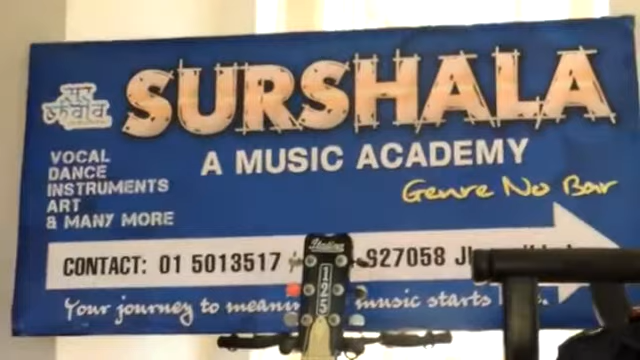 SURSHALA
A MUSIC ACADEMY
Genre No Bar
VOCAL
DANCE
INSTRUMENTS
ART
& MANY MORE
CONTACT: 01 5013517
927058
Your journey to music starts